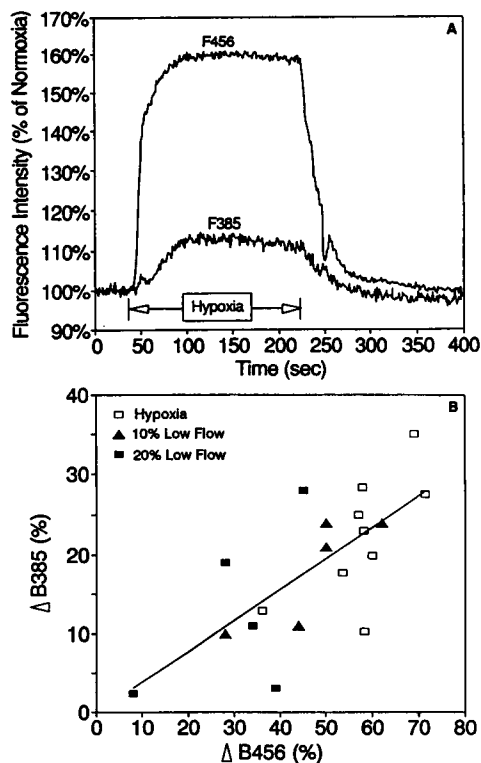 A
Fluorescence Intensity (% of Normoxia)
170%
160%
150%
140%
130%
120%
110%
100%
90%
F456
F385
Hypoxia
0 50 100 150 200 250 300 350 400
Time (sec)
B
Δ B385 (%)
40
30
20
10
0
□ Hypoxia
▲ 10% Low Flow
■ 20% Low Flow
0 10 20 30 40 50 60 70 80
Δ B456 (%)